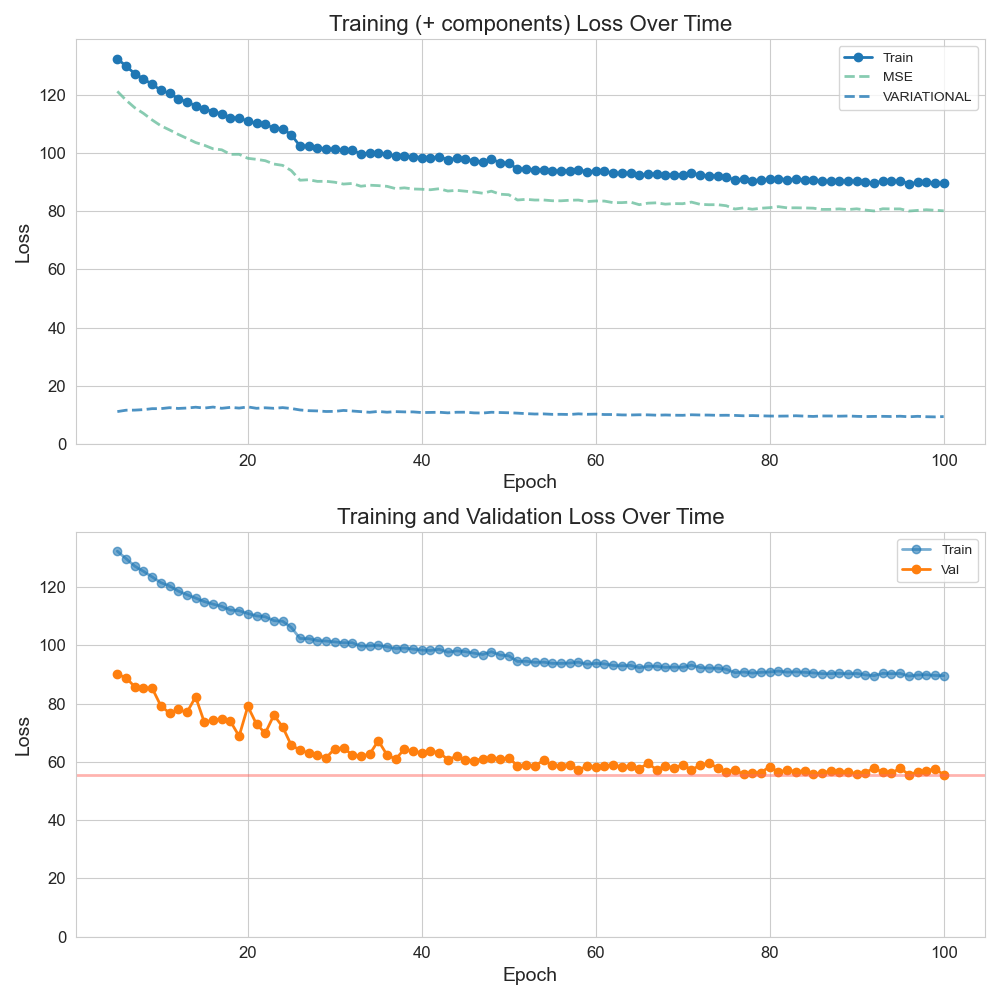 Training (+ components) Loss Over Time
Train
MSE
VARIATIONAL
Loss
120
100
80
60
40
20
0
20 40 60 80 100
Epoch
Training and Validation Loss Over Time
Train
Val
Loss
120
100
80
60
40
20
0
20 40 60 80 100
Epoch